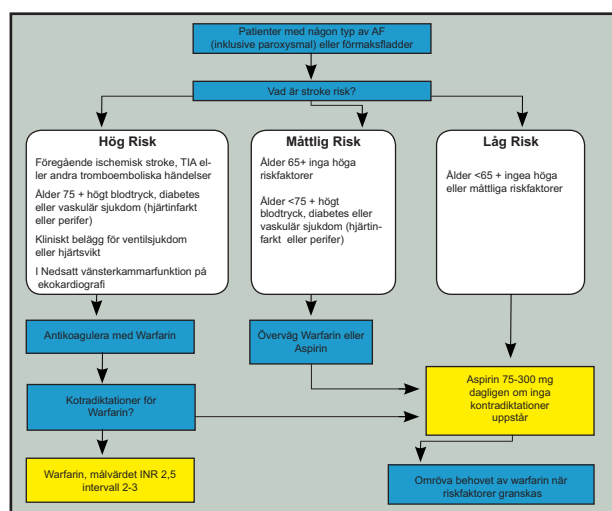 Patienter med någon typ av AF
(inklusive paroxysmal) eller förmaksfladder
Vad är stroke risk?
Hög Risk
Föregående ischemisk stroke, TIA el-
ler andra tromboemboliska händelser
Ålder 75 + högt blodtryck, diabetes
eller vaskulär sjukdom (hjärtinfarkt
eller perifer)
Kliniskt belägg för ventilsjukdom
eller hjärtsvikt
I Nedsatt vänsterkammarfunktion på
ekokardiografi
Måttlig Risk
Ålder 65+ inga höga
riskfaktorer
Ålder <75 + högt
blodtryck, diabetes eller
vaskulär sjukdom (hjärtin-
farkt eller perifer)
Låg Risk
Ålder <65 + ingea höga
eller måttliga riskfaktorer
Antikoagulera med Warfarin
Överväg Warfarin eller
Aspirin
Kotradiktationer för
Warfarin?
Aspirin 75-300 mg
dagligen om inga
kontradiktationer
uppstår
Warfarin, målvärdet INR 2,5
intervall 2-3
Omröva behovet av warfarin när
riskfaktorer granskas